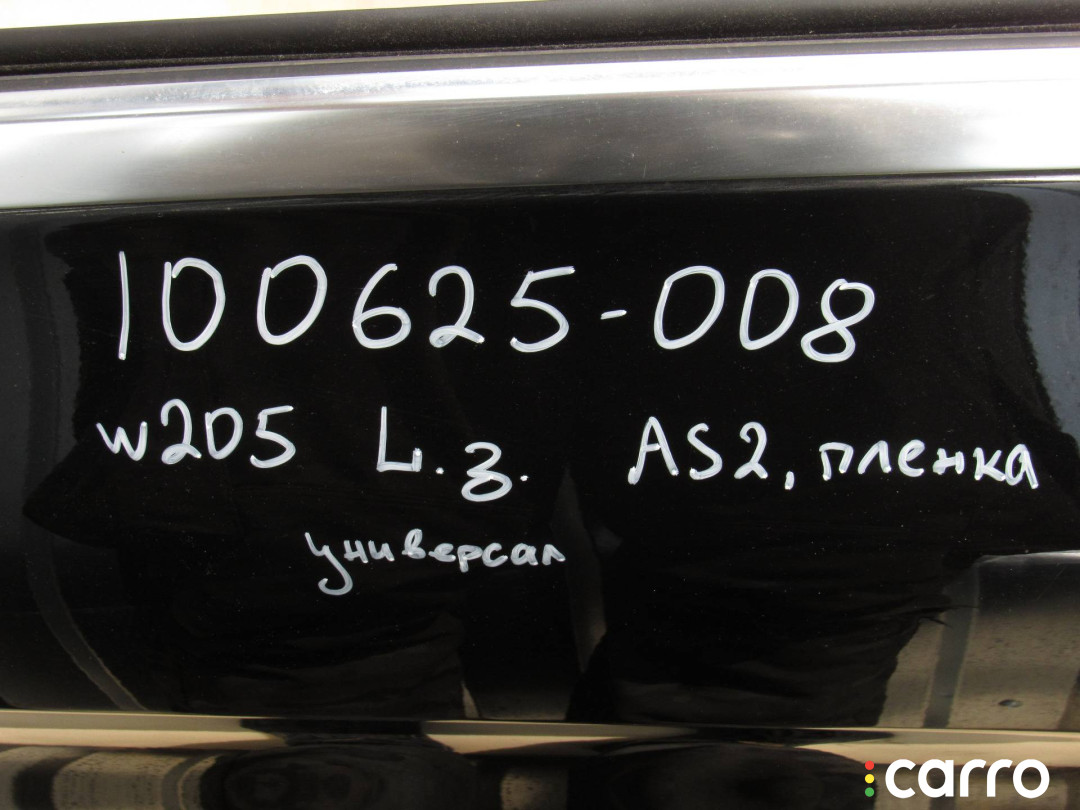 100625-008
w205 L.з. AS2, пленка
универсал
carro